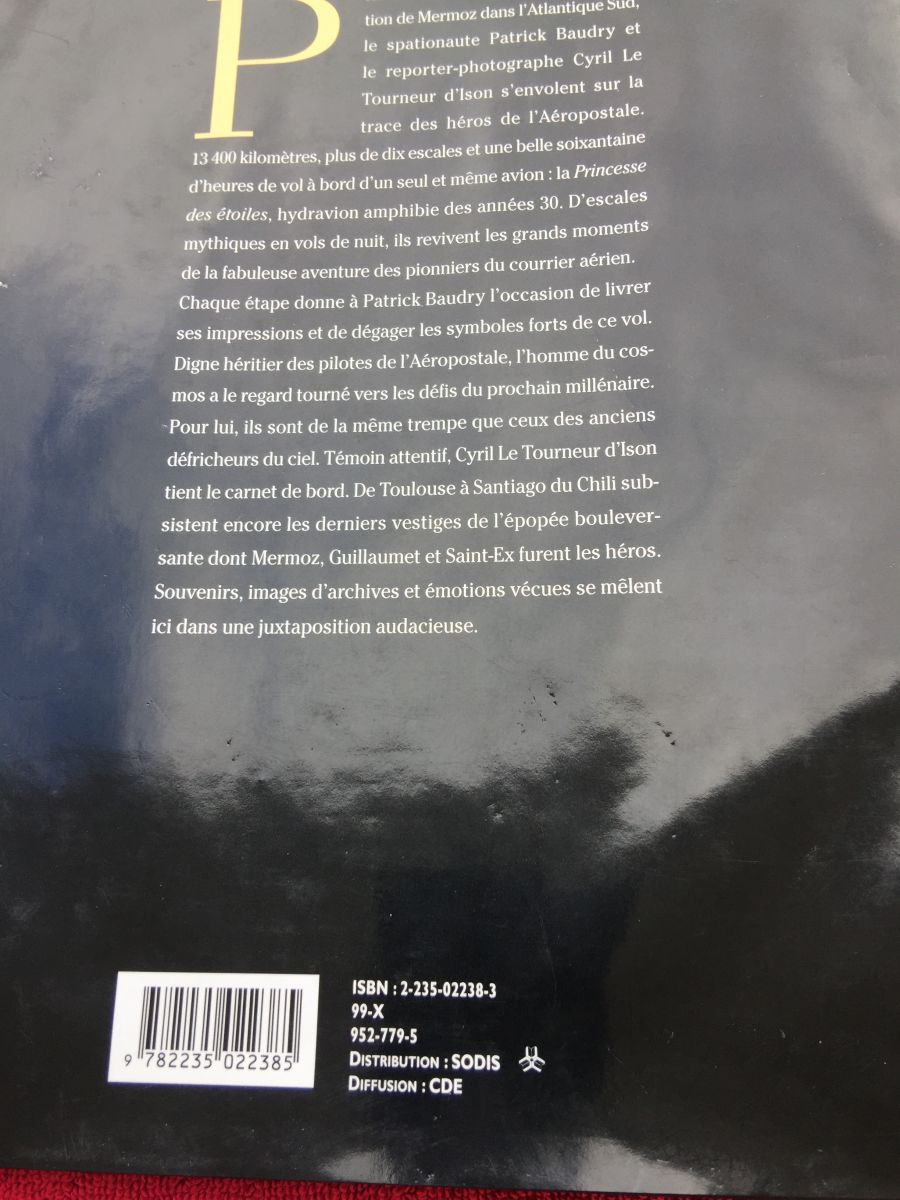 P
tion de Mermoz dans l'Atlantique Sud,
le spationaute Patrick Baudry et
le reporter-photographe Cyril Le
Tourneur d'Ison s'envolent sur la
trace des héros de l'Aéropostale.
13 400 kilomètres, plus de dix escales et une belle soixantaine
d'heures de vol à bord d'un seul et même avion : la Princesse
des étoiles, hydravion amphibie des années 30. D'escales
mythiques en vols de nuit, ils revivent les grands moments
de la fabuleuse aventure des pionniers du courrier aérien.
Chaque étape donne à Patrick Baudry l'occasion de livrer
ses impressions et de dégager les symboles forts de ce vol.
Digne héritier des pilotes de l'Aéropostale, l'homme du cos-
mos a le regard tourné vers les défis du prochain millénaire.
Pour lui, ils sont de la même trempe que ceux des anciens
défricheurs du ciel. Témoin attentif, Cyril Le Tourneur d'Ison
tient le carnet de bord. De Toulouse à Santiago du Chili sub-
sistent encore les derniers vestiges de l'épopée boulever-
sante dont Mermoz, Guillaumet et Saint-Ex furent les héros.
Souvenirs, images d'archives et émotions vécues se mêlent
ici dans une juxtaposition audacieuse.
ISBN : 2-235-02238-3
99-X
952-779-5
DISTRIBUTION : SODIS
DIFFUSION : CDE
9 782235 022385